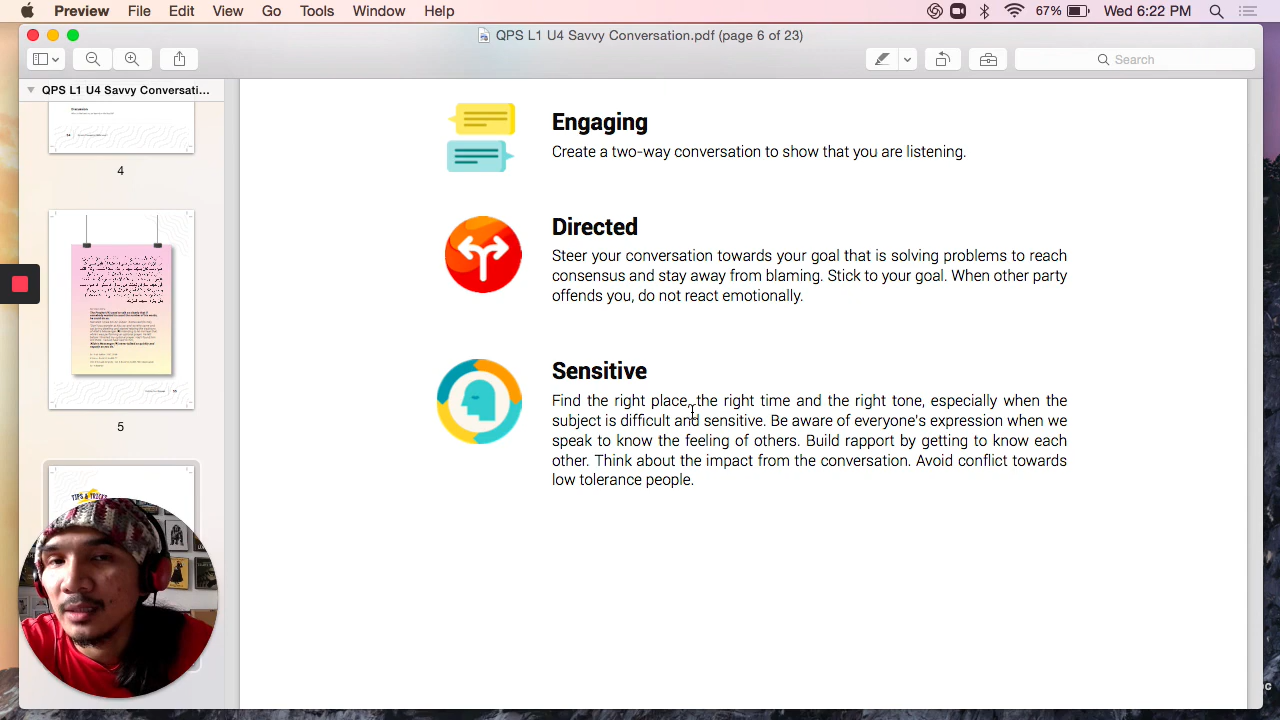 Preview File Edit View Go Tools Window Help 67% Wed 6:22 PM
QPS L1 U4 Savvy Conversation.pdf (page 6 of 23)
Search
QPS L1 U4 Savvy Conversati...
4
5
TIPS & TRICKS
Engaging
Create a two-way conversation to show that you are listening.
Directed
Steer your conversation towards your goal that is solving problems to reach
consensus and stay away from blaming. Stick to your goal. When other party
offends you, do not react emotionally.
Sensitive
Find the right place, the right time and the right tone, especially when the
subject is difficult and sensitive. Be aware of everyone's expression when we
speak to know the feeling of others. Build rapport by getting to know each
other. Think about the impact from the conversation. Avoid conflict towards
low tolerance people.